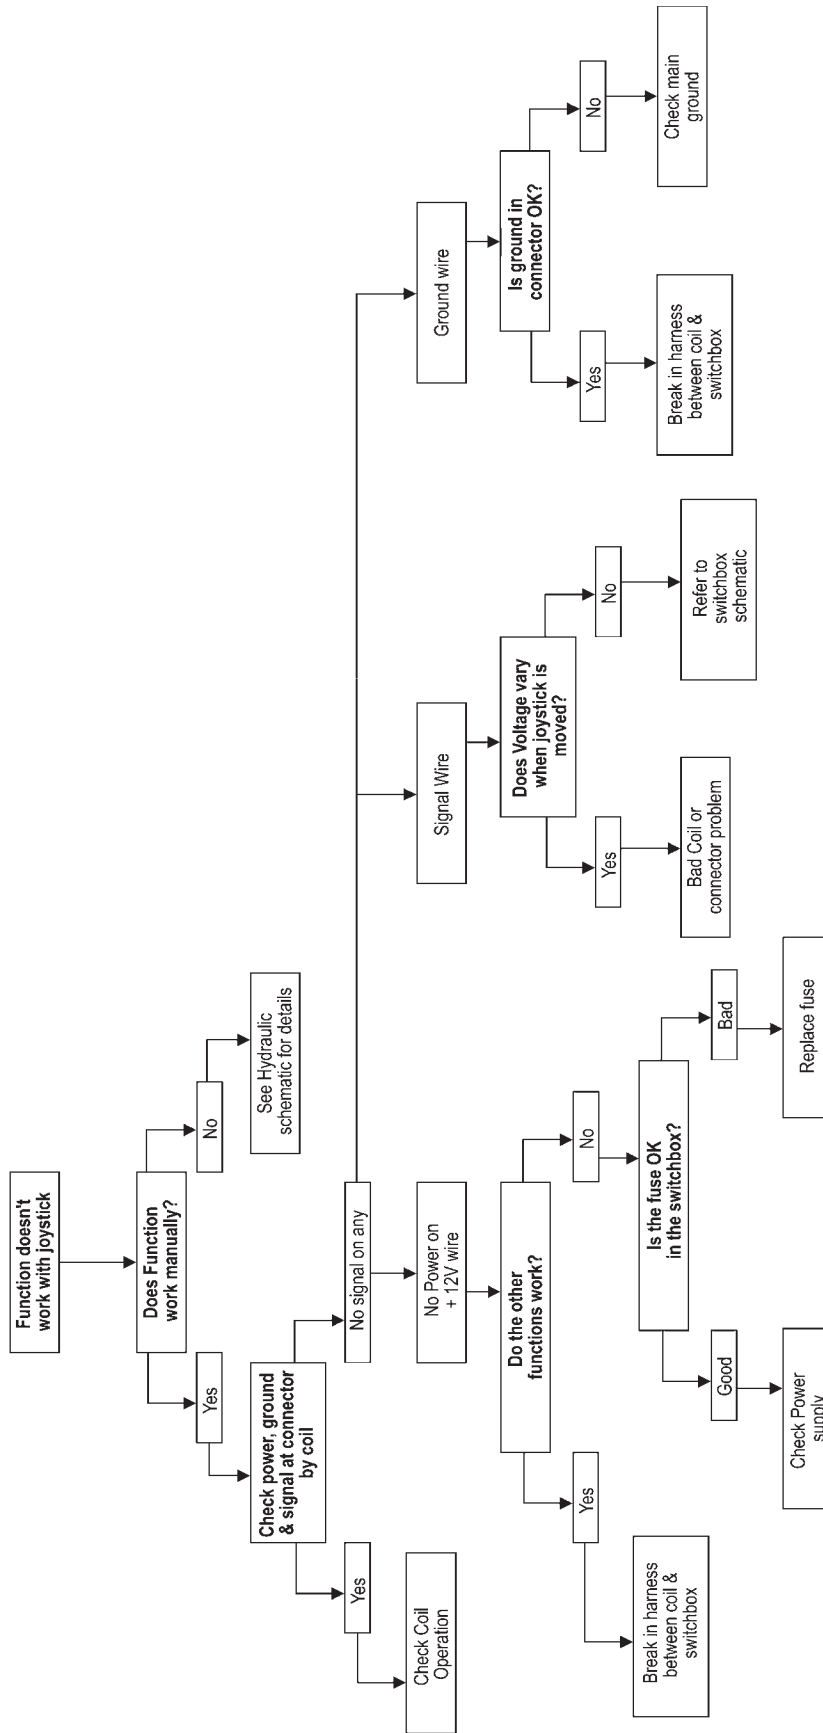 Function doesn't
work with joystick
Does Function
work manually?
Yes
No
See Hydraulic
schematic for details
Check power, ground
& signal at connector
by coil
Yes
No signal on any
Check Coil
Operation
No Power on
+ 12V wire
Signal Wire
Ground wire
Do the other
functions work?
Does Voltage vary
when joystick is
moved?
Is ground in
connector OK?
Yes
No
Yes
No
Yes
No
Break in harness
between coil &
switchbox
Is the fuse OK
in the switchbox?
Bad Coil or
connector problem
Refer to
switchbox
schematic
Break in harness
between coil &
switchbox
Check main
ground
Good
Bad
Check Power
supply
Replace fuse